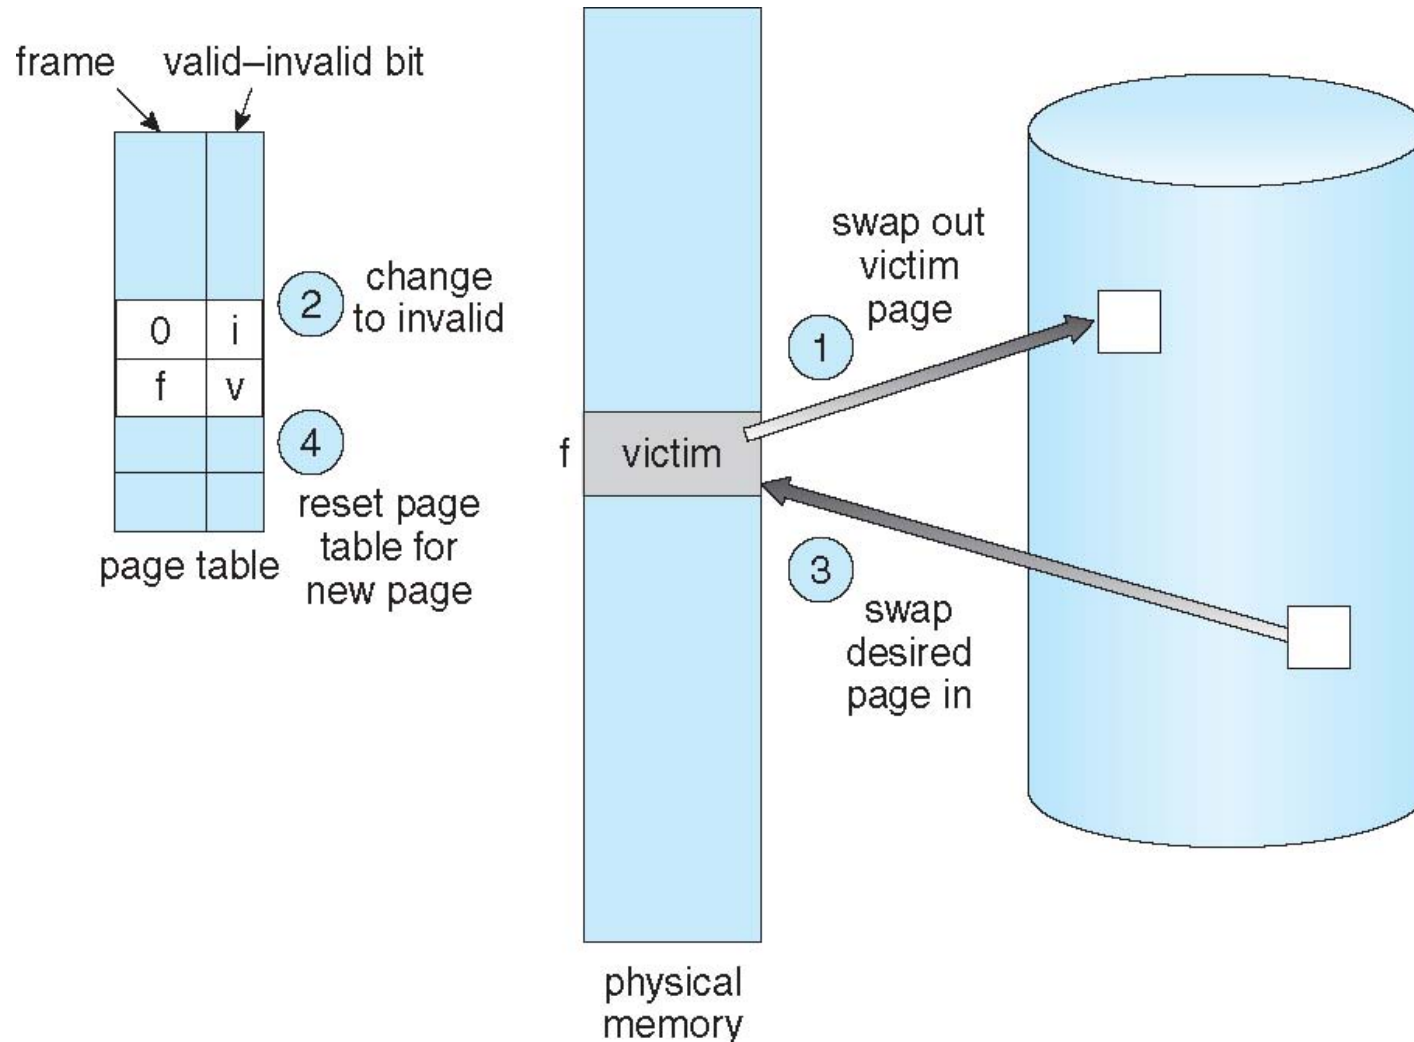 frame
valid–invalid bit
0
i
f
v
2
change
to invalid
4
reset page
table for
new page
page table
f
victim
swap out
victim
page
1
3
swap
desired
page in
physical
memory